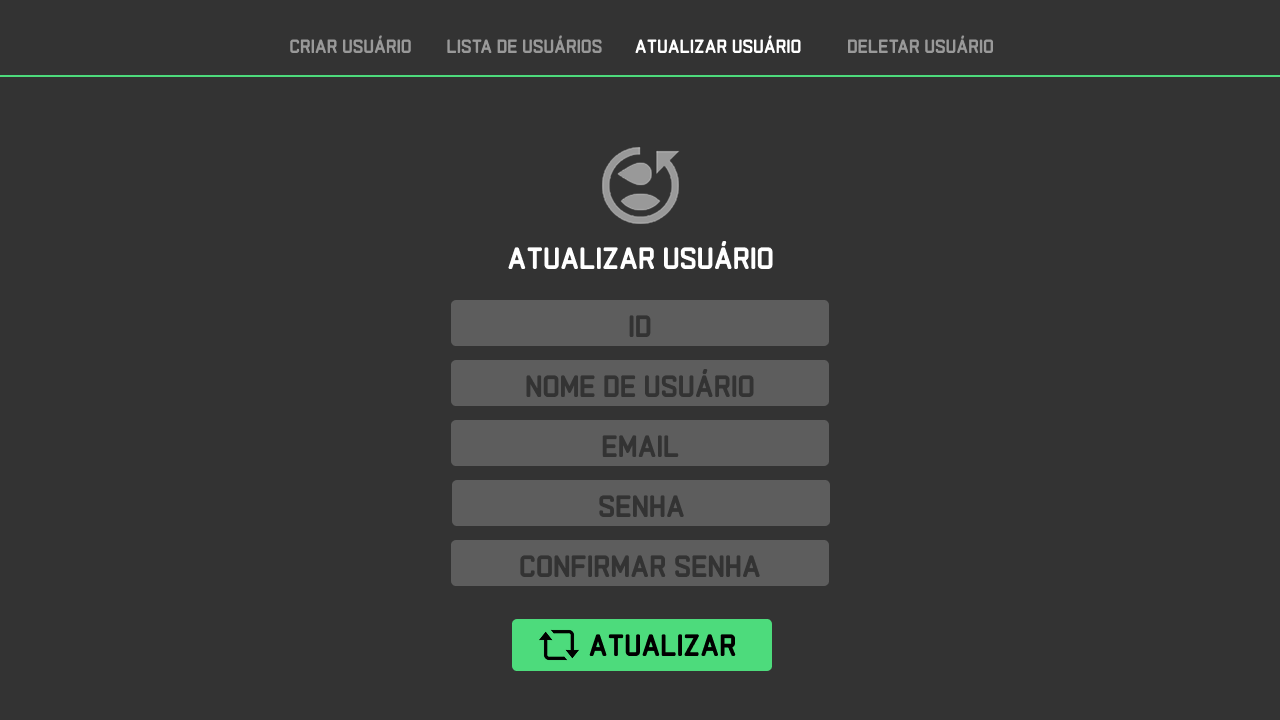 CRIAR USUÁRIO LISTA DE USUÁRIOS ATUALIZAR USUÁRIO DELETAR USUÁRIO
ATUALIZAR USUÁRIO
ID
NOME DE USUÁRIO
EMAIL
SENHA
CONFIRMAR SENHA
ATUALIZAR